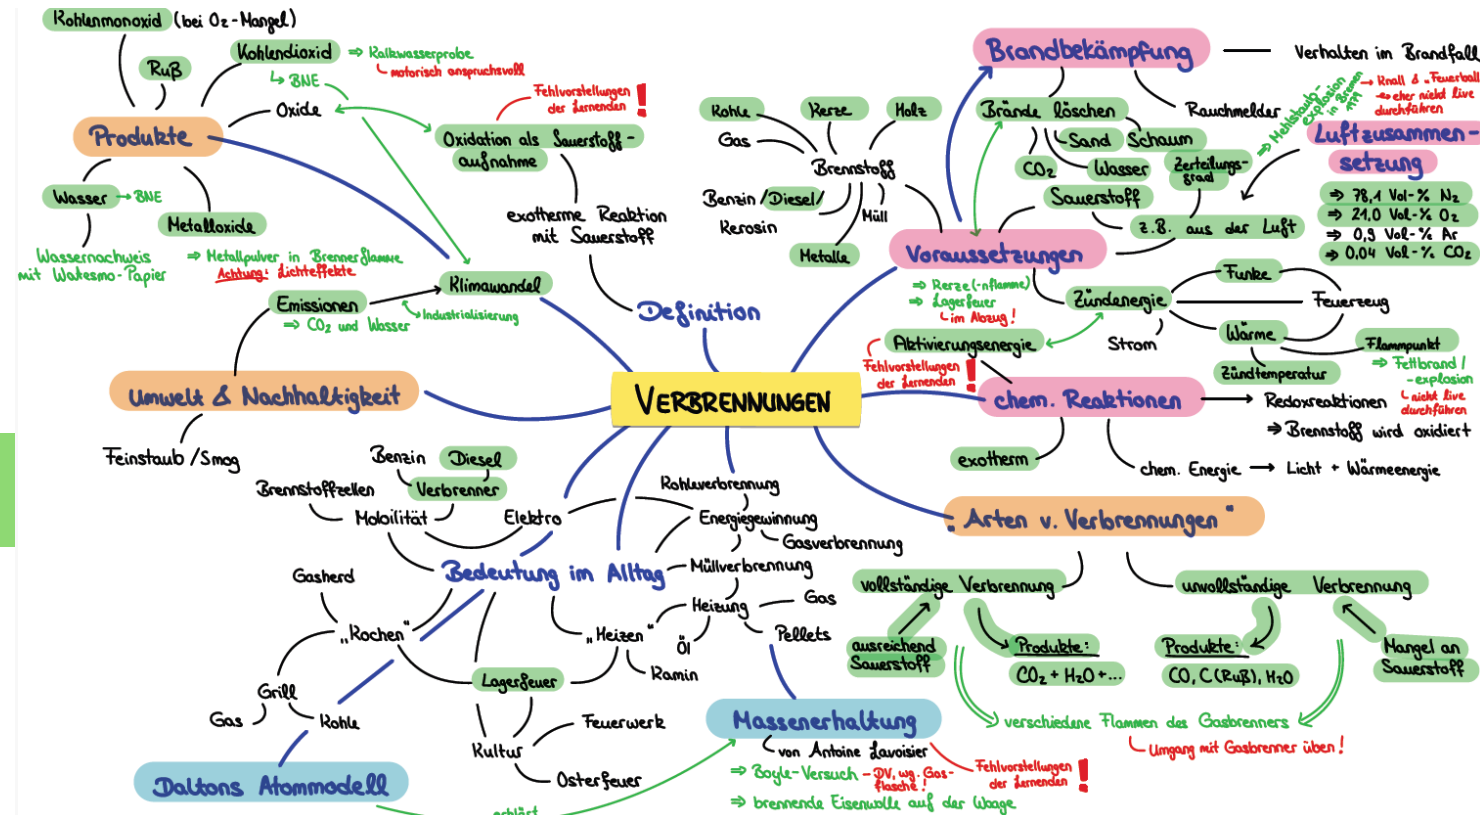 Kohlenmonoxid (bei O₂-Mangel)
Ruß
Kohlendioxid ⇒ Kalkwasserprobe
motorisch anspruchsvoll
↳ BNE
Oxide
Produkte
Wasser → BNE
Metalloxide
Wassernachweis
mit Watesmo-Papier
⇒ Metallpulver in Brennerflamme
Achtung: Lichteffekte
Fehlvorstellungen
der Lernenden !
Oxidation als Sauerstoff-
aufnahme
exotherme Reaktion
mit Sauerstoff
Definition
Klimawandel
Emissionen
⇒ CO₂ und Wasser
Industrialisierung
Umwelt & Nachhaltigkeit
Feinstaub / Smog
VERBRENNUNGEN
Brandbekämpfung
Verhalten im Brandfall
Rauchmelder
Brände löschen
Sand
Schaum
CO₂
Wasser
⇒ Mehlstaub-
explosion
in Bremen
1979
→ Knall & "Feuerball"
→ eher nicht live
durchführen
Luftzusammen-
setzung
⇒ 78,1 Vol-% N₂
⇒ 21,0 Vol-% O₂
⇒ 0,9 Vol-% Ar
⇒ 0,04 Vol-% CO₂
Zerteilungs-
grad
Sauerstoff
z.B. aus der Luft
Kohle
Kerze
Holz
Gas
Brennstoff
Benzin / Diesel /
Kerosin
Müll
Metalle
Voraussetzungen
⇒ Kerze(-nflamme)
⇒ Lagerfeuer
im Abzug!
Zündenergie
Funke
Feuerzeug
Strom
Wärme
Flammpunkt
Zündtemperatur
⇒ Fettbrand /
-explosion
nicht live
durchführen
Aktivierungsenergie
Fehlvorstellungen
der Lernenden !
chem. Reaktionen
Redoxreaktionen
⇒ Brennstoff wird oxidiert
exotherm
chem. Energie → Licht + Wärmeenergie
"Arten v. Verbrennungen"
vollständige Verbrennung
ausreichend
Sauerstoff
Produkte:
CO₂ + H₂O + ...
unvollständige Verbrennung
Produkte:
CO, C (Ruß), H₂O
Mangel an
Sauerstoff
verschiedene Flammen des Gasbrenners
Umgang mit Gasbrenner üben!
Benzin
Diesel
Brennstoffzellen
Verbrenner
Mobilität
Elektro
Kohleverbrennung
Energiegewinnung
Gasverbrennung
Müllverbrennung
Bedeutung im Alltag
Heizung
Gas
Öl
Pellets
"Heizen"
Kamin
Gasherd
"Kochen"
Grill
Gas
Kohle
Lagerfeuer
Kultur
Feuerwerk
Osterfeuer
Massenerhaltung
von Antoine Lavoisier
⇒ Boyle-Versuch – DV, wg. Gas-
flasche!
⇒ brennende Eisenwolle auf der Waage
Fehlvorstellungen
der Lernenden !
Daltons Atommodell
erklärt